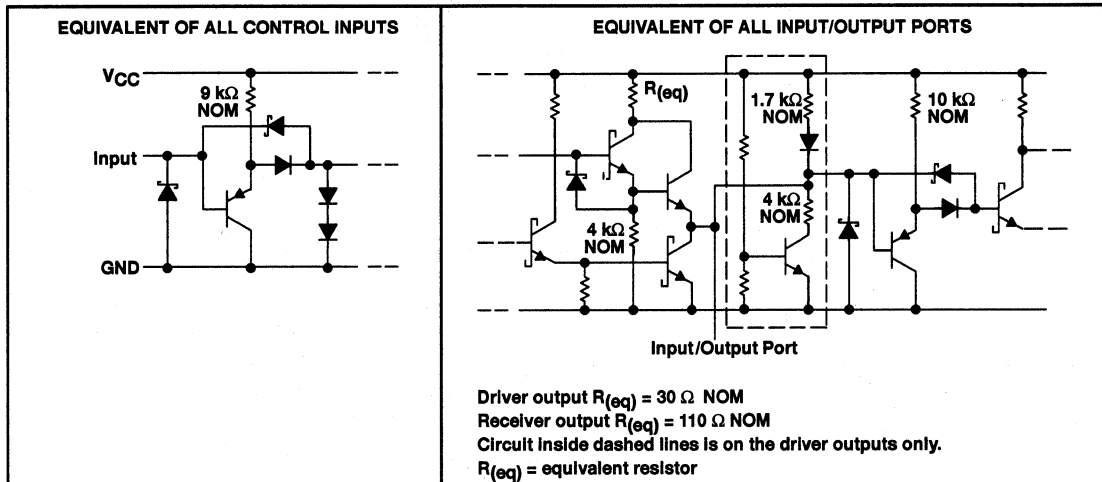 EQUIVALENT OF ALL CONTROL INPUTS
VCC
9 kΩ
NOM
Input
GND
EQUIVALENT OF ALL INPUT/OUTPUT PORTS
R(eq)
1.7 kΩ
NOM
10 kΩ
NOM
4 kΩ
NOM
4 kΩ
NOM
Input/Output Port
Driver output R(eq) = 30 Ω NOM
Receiver output R(eq) = 110 Ω NOM
Circuit inside dashed lines is on the driver outputs only.
R(eq) = equivalent resistor